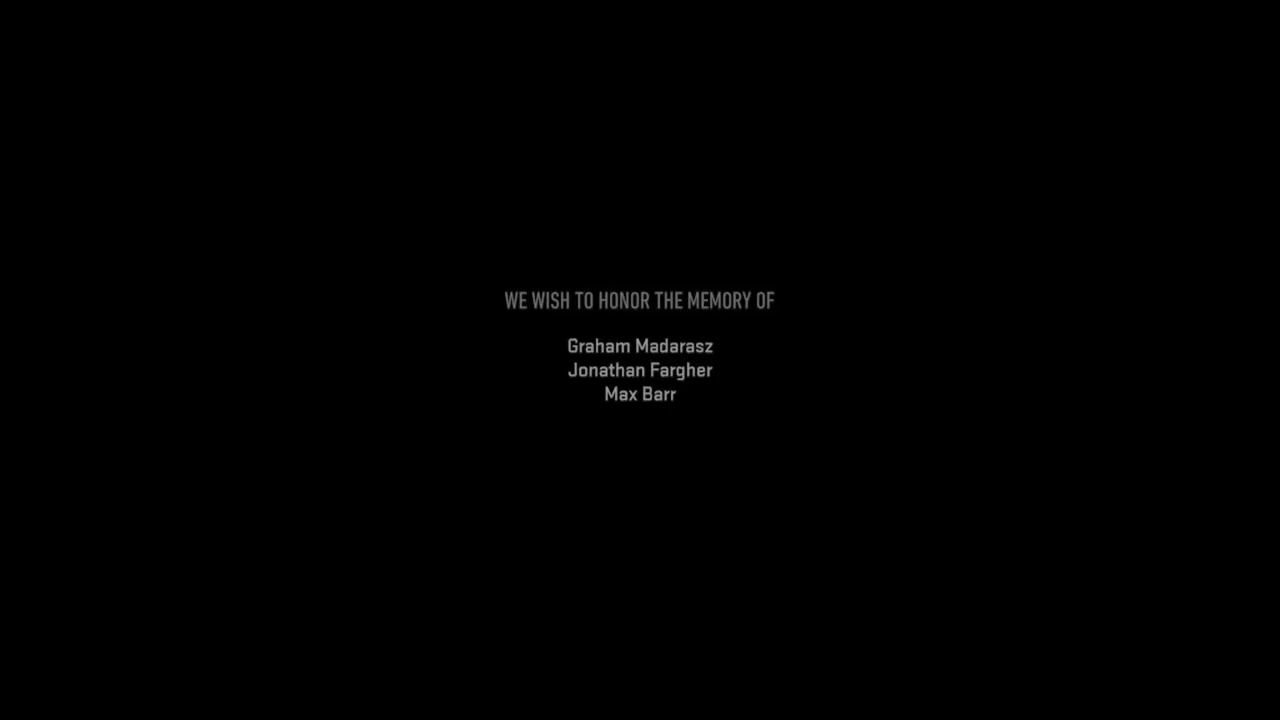 WE WISH TO HONOR THE MEMORY OF
Graham Madarasz
Jonathan Fargher
Max Barr